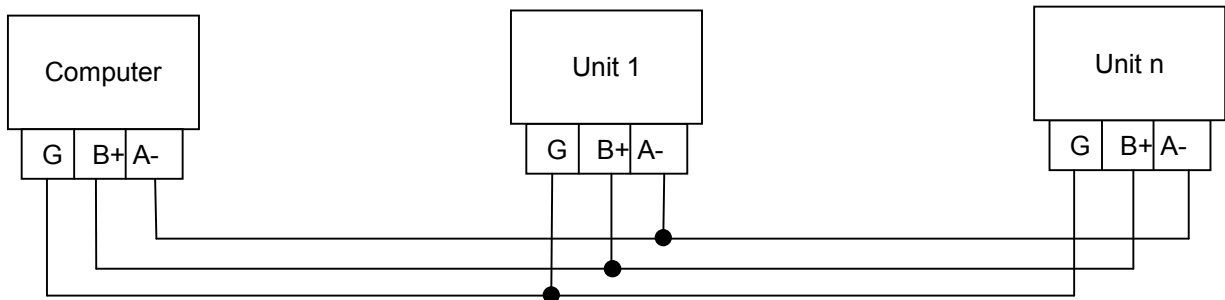 Computer
G B+ A-
Unit 1
G B+ A-
Unit n
G B+ A-